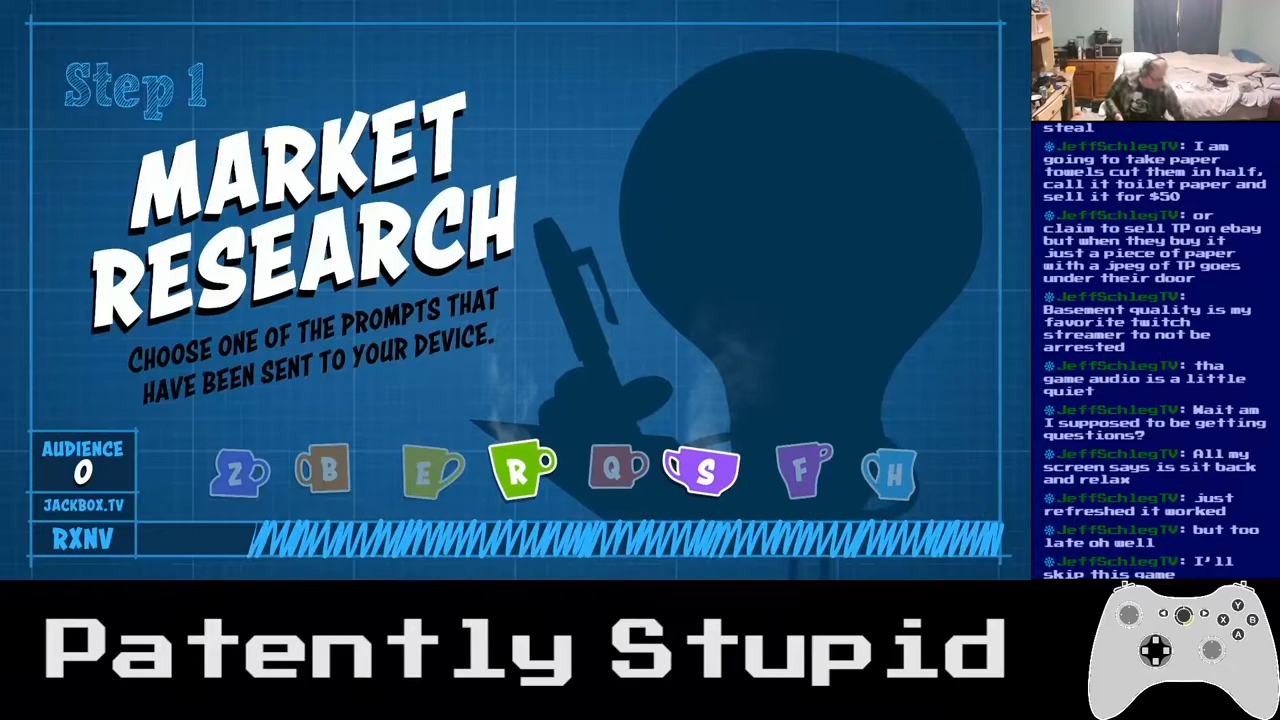 Step 1
MARKET
RESEARCH
CHOOSE ONE OF THE PROMPTS THAT
HAVE BEEN SENT TO YOUR DEVICE.
AUDIENCE
0
JACKBOX.TV
RXNV
Z B E R Q S F H
steal
JeffSchlegTV: I am
going to take paper
towels cut them in half,
call it toilet paper and
sell it for $50
JeffSchlegTV: or
claim to sell TP on ebay
but when they buy it
just a piece of paper
with a jpeg of TP goes
under their door
JeffSchlegTV:
Basement quality is my
favorite twitch
streamer to not be
arrested
JeffSchlegTV: tha
game audio is a little
quiet
JeffSchlegTV: Wait am
I supposed to be getting
questions?
JeffSchlegTV: All my
screen says is sit back
and relax
JeffSchlegTV: just
refreshed it worked
JeffSchlegTV: but too
late oh well
JeffSchlegTV: I'll
skip this game
Patently Stupid
Y
X B
A